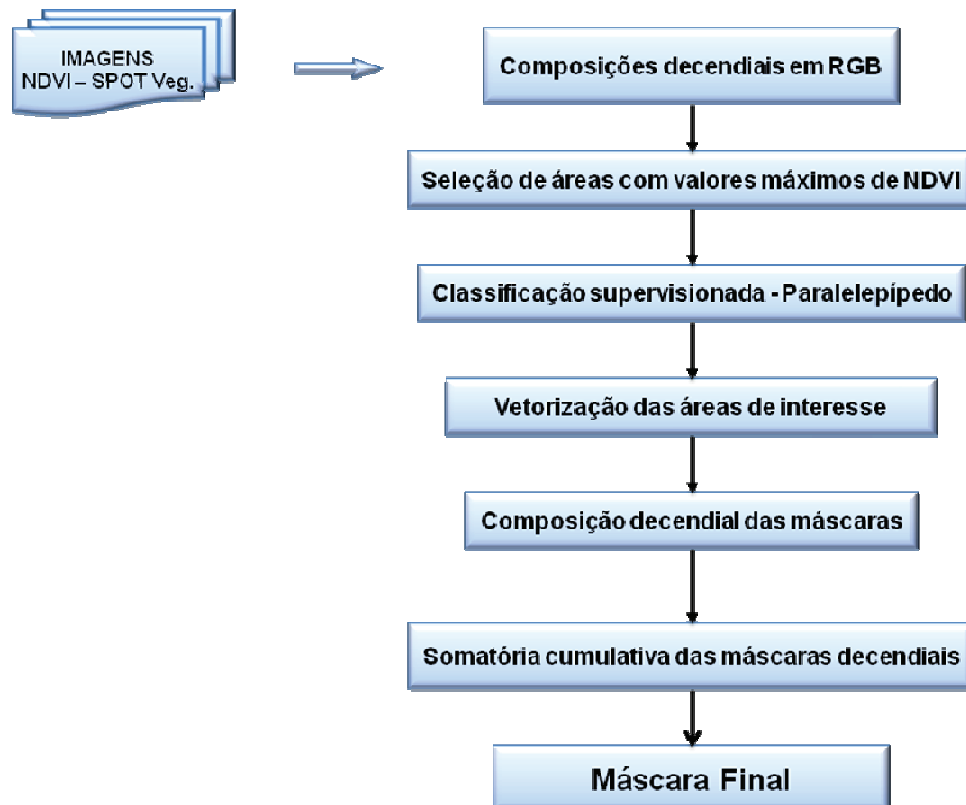 IMAGENS
NDVI – SPOT Veg.
Composições decendiais em RGB
Seleção de áreas com valores máximos de NDVI
Classificação supervisionada - Paralelepípedo
Vetorização das áreas de interesse
Composição decendial das máscaras
Somatória cumulativa das máscaras decendiais
Máscara Final